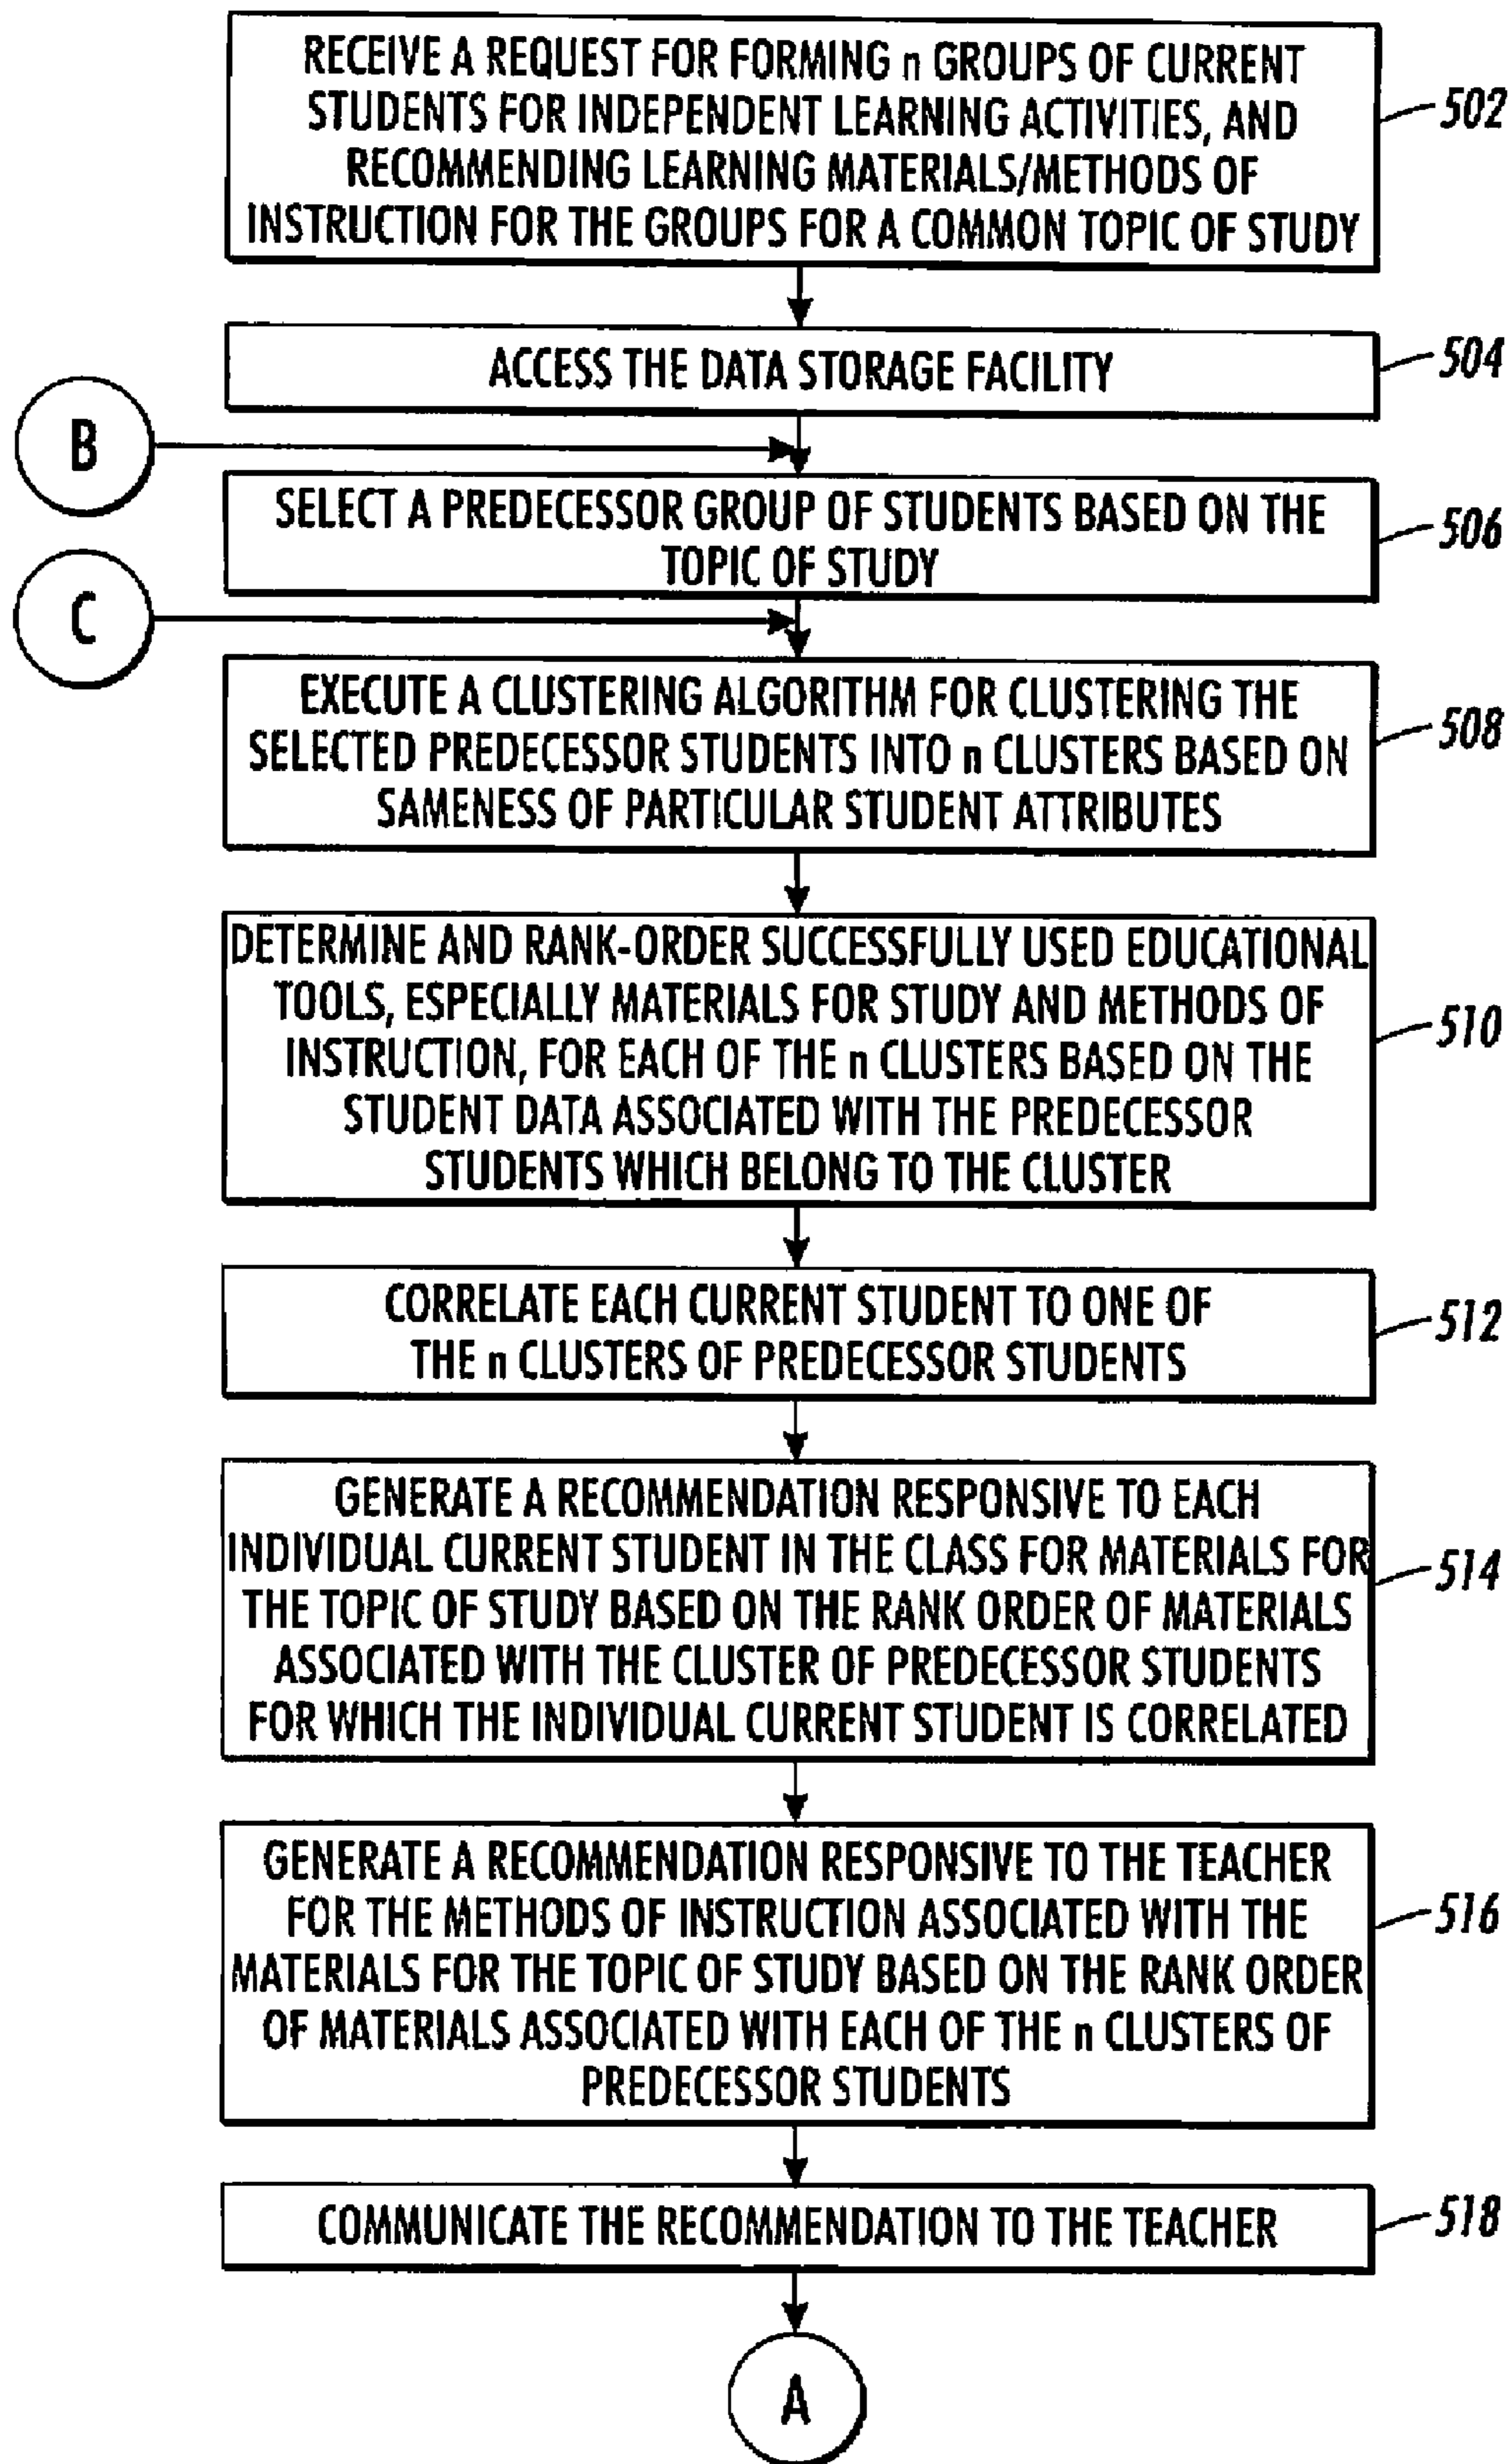 RECEIVE A REQUEST FOR FORMING n GROUPS OF CURRENT
STUDENTS FOR INDEPENDENT LEARNING ACTIVITIES, AND
RECOMMENDING LEARNING MATERIALS/METHODS OF
INSTRUCTION FOR THE GROUPS FOR A COMMON TOPIC OF STUDY
502
ACCESS THE DATA STORAGE FACILITY
504
B
SELECT A PREDECESSOR GROUP OF STUDENTS BASED ON THE
TOPIC OF STUDY
506
C
EXECUTE A CLUSTERING ALGORITHM FOR CLUSTERING THE
SELECTED PREDECESSOR STUDENTS INTO n CLUSTERS BASED ON
SAMENESS OF PARTICULAR STUDENT ATTRIBUTES
508
DETERMINE AND RANK-ORDER SUCCESSFULLY USED EDUCATIONAL
TOOLS, ESPECIALLY MATERIALS FOR STUDY AND METHODS OF
INSTRUCTION, FOR EACH OF THE n CLUSTERS BASED ON THE
STUDENT DATA ASSOCIATED WITH THE PREDECESSOR
STUDENTS WHICH BELONG TO THE CLUSTER
510
CORRELATE EACH CURRENT STUDENT TO ONE OF
THE n CLUSTERS OF PREDECESSOR STUDENTS
512
GENERATE A RECOMMENDATION RESPONSIVE TO EACH
INDIVIDUAL CURRENT STUDENT IN THE CLASS FOR MATERIALS FOR
THE TOPIC OF STUDY BASED ON THE RANK ORDER OF MATERIALS
ASSOCIATED WITH THE CLUSTER OF PREDECESSOR STUDENTS
FOR WHICH THE INDIVIDUAL CURRENT STUDENT IS CORRELATED
514
GENERATE A RECOMMENDATION RESPONSIVE TO THE TEACHER
FOR THE METHODS OF INSTRUCTION ASSOCIATED WITH THE
MATERIALS FOR THE TOPIC OF STUDY BASED ON THE RANK ORDER
OF MATERIALS ASSOCIATED WITH EACH OF THE n CLUSTERS OF
PREDECESSOR STUDENTS
516
COMMUNICATE THE RECOMMENDATION TO THE TEACHER
518
A